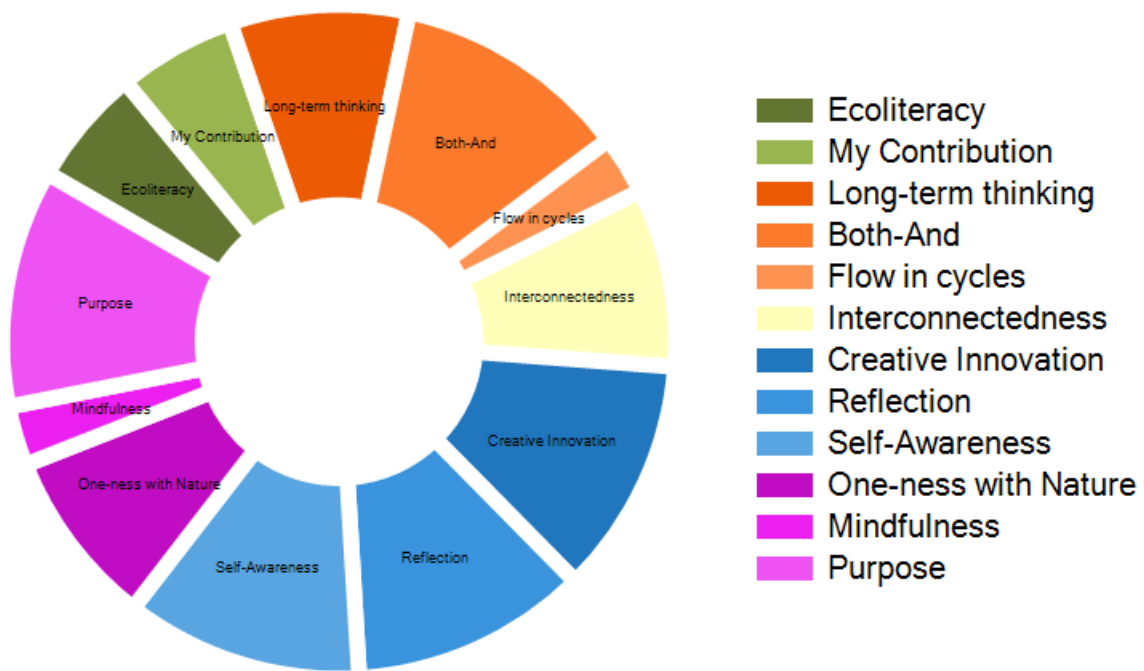 Long-term thinking
My Contribution
Both-And
Ecoliteracy
Flow in cycles
Purpose
Interconnectedness
Mindfulness
Creative Innovation
One-ness with Nature
Self-Awareness
Reflection
Ecoliteracy
My Contribution
Long-term thinking
Both-And
Flow in cycles
Interconnectedness
Creative Innovation
Reflection
Self-Awareness
One-ness with Nature
Mindfulness
Purpose